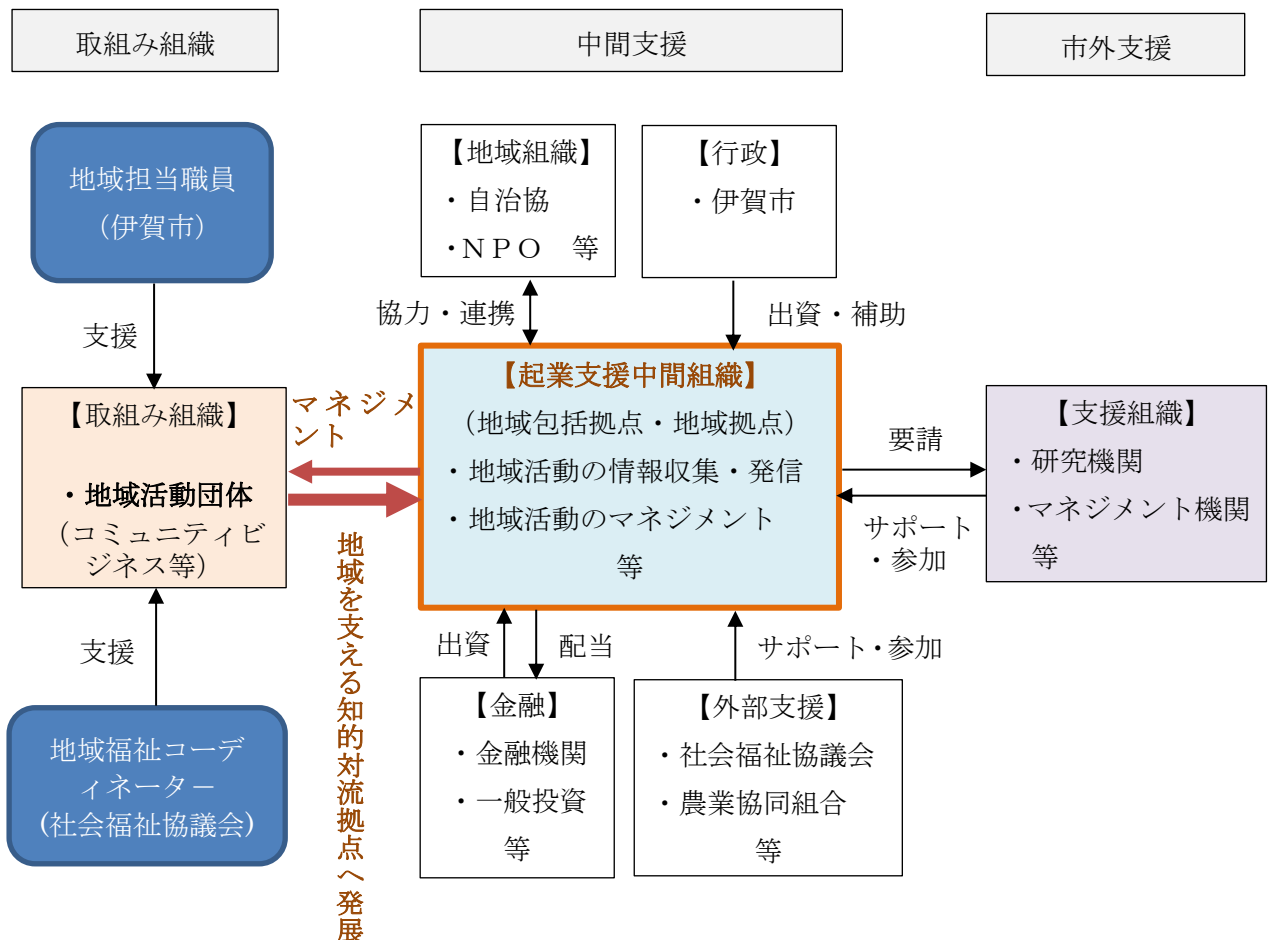 取組み組織
中間支援
市外支援
地域担当職員
（伊賀市）
支援
【取組み組織】
・地域活動団体
（コミュニティビ
ジネス等）
支援
地域福祉コーデ
ィネーター
(社会福祉協議会)
マネジメ
ント
地域を支える知的対流拠点へ発展
【地域組織】
・自治協
・ＮＰＯ　等
【行政】
・伊賀市
協力・連携
出資・補助
【起業支援中間組織】
（地域包括拠点・地域拠点）
・地域活動の情報収集・発信
・地域活動のマネジメント
等
出資
配当
サポート・参加
【金融】
・金融機関
・一般投資
等
【外部支援】
・社会福祉協議会
・農業協同組合
等
要請
サポート
・参加
【支援組織】
・研究機関
・マネジメント機関
等